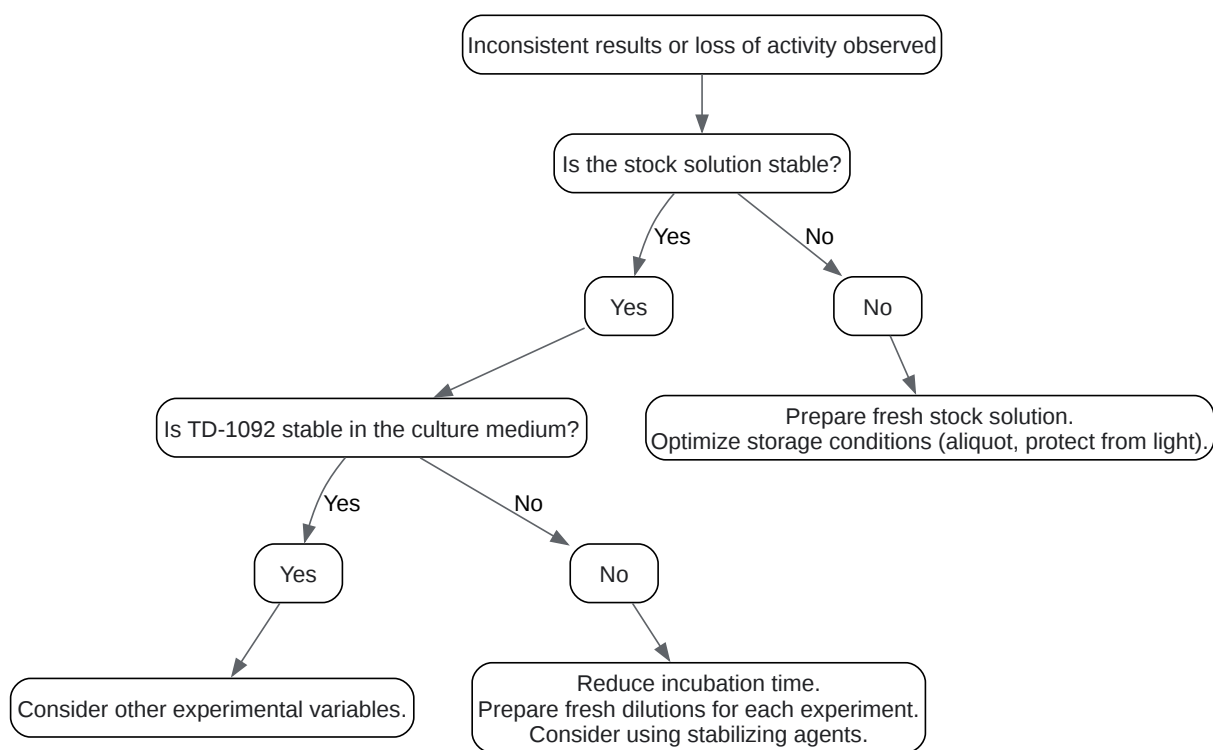 Inconsistent results or loss of activity observed
Is the stock solution stable?
Yes
No
Yes
No
Is TD-1092 stable in the culture medium?
Prepare fresh stock solution.
Optimize storage conditions (aliquot, protect from light).
Yes
No
Yes
No
Consider other experimental variables.
Reduce incubation time.
Prepare fresh dilutions for each experiment.
Consider using stabilizing agents.